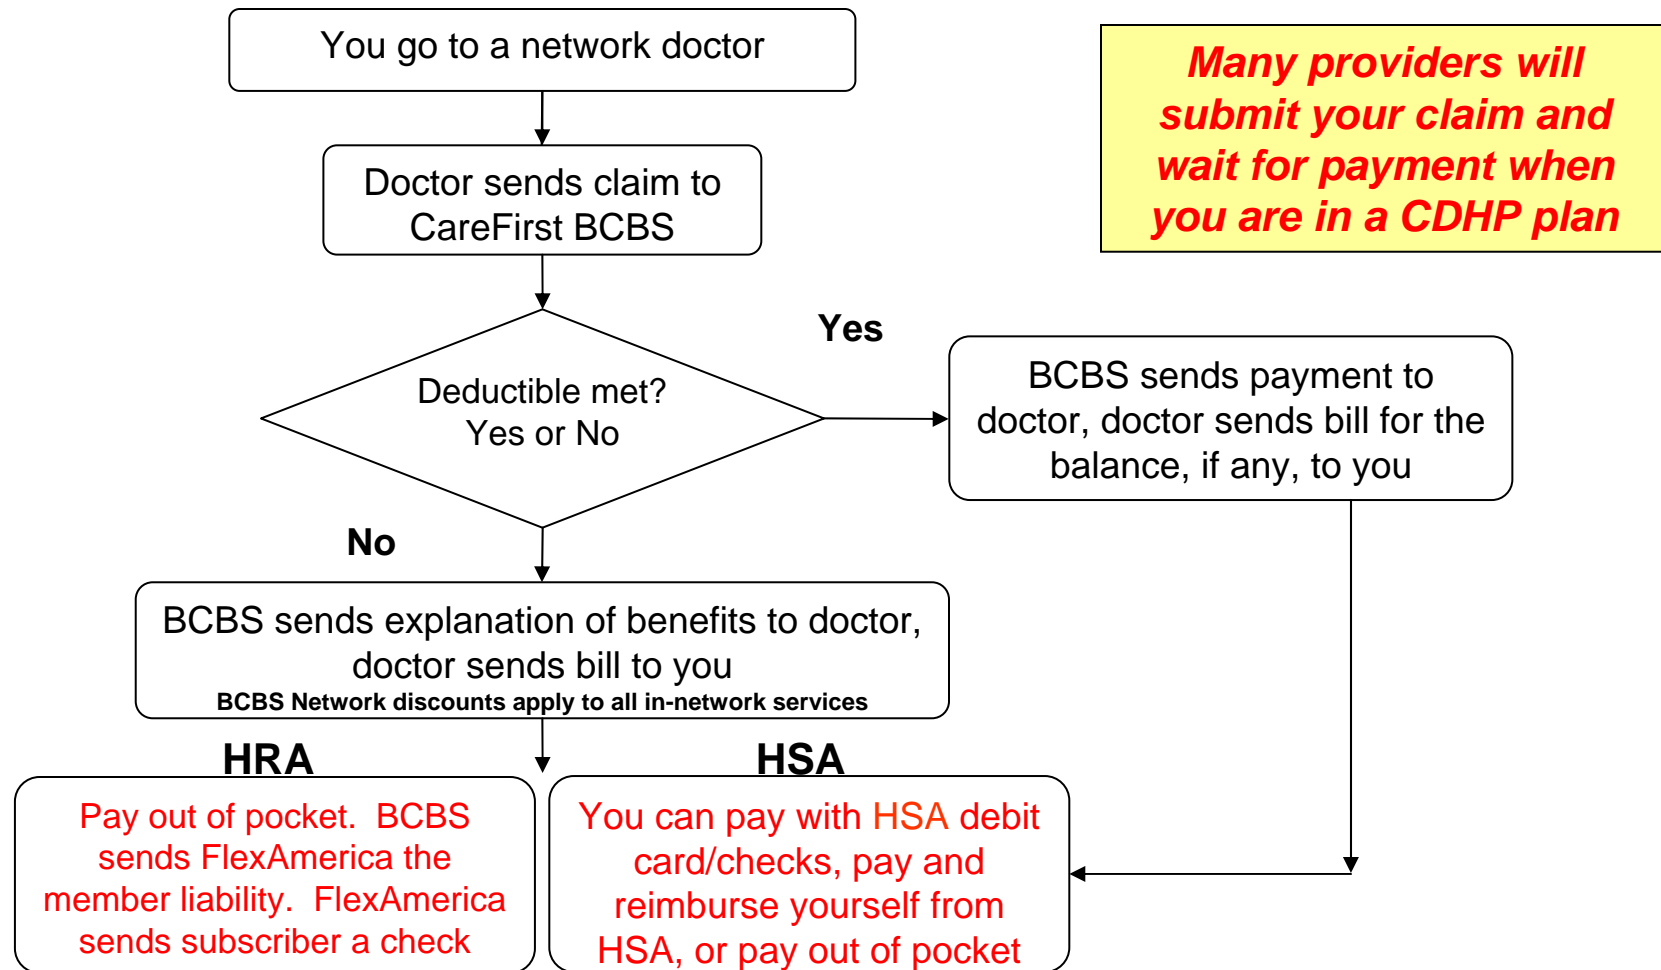 You go to a network doctor
Many providers will
submit your claim and
wait for payment when
you are in a CDHP plan
Doctor sends claim to
CareFirst BCBS
Yes
Deductible met?
Yes or No
BCBS sends payment to
doctor, doctor sends bill for the
balance, if any, to you
No
BCBS sends explanation of benefits to doctor,
doctor sends bill to you
BCBS Network discounts apply to all in-network services
HRA
Pay out of pocket.  BCBS
sends FlexAmerica the
member liability.  FlexAmerica
sends subscriber a check
HSA
You can pay with HSA debit
card/checks, pay and
reimburse yourself from
HSA, or pay out of pocket